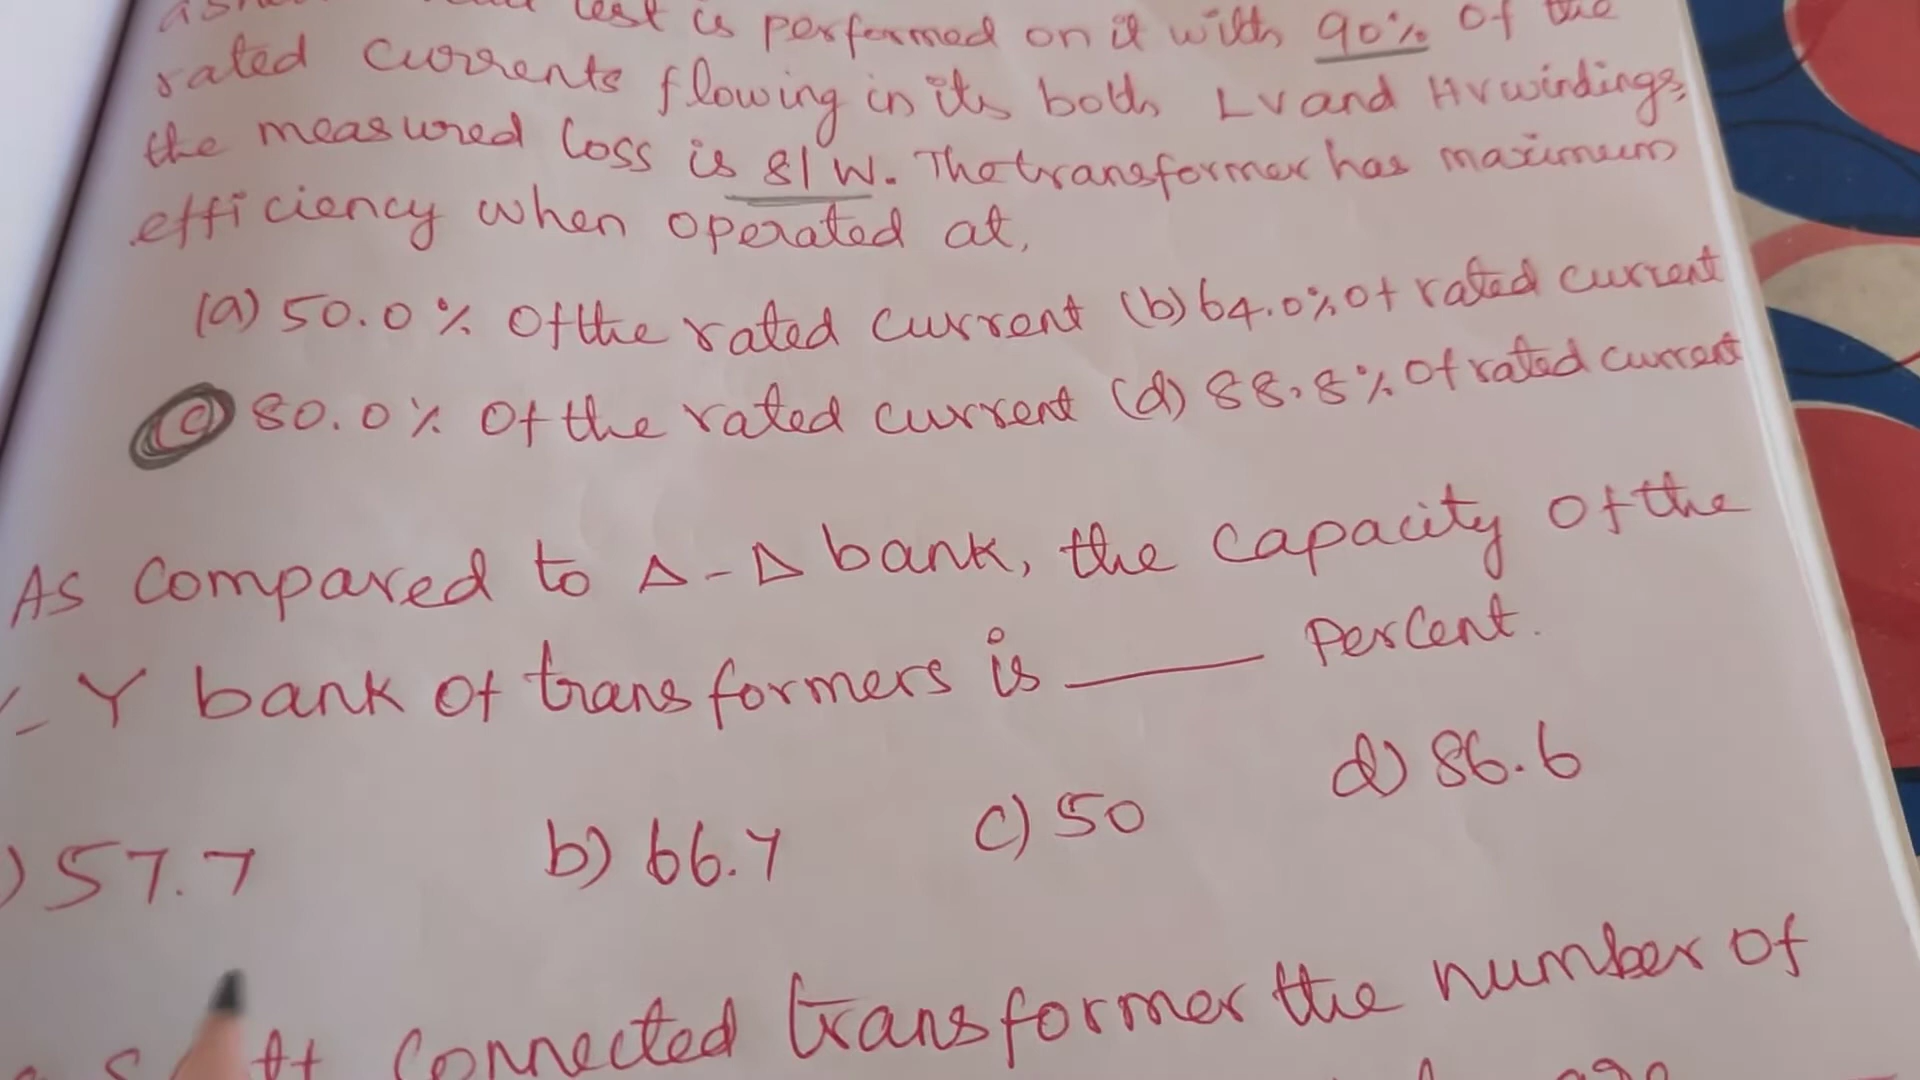 test is performed on it with 90% of the
rated currents flowing in its both LV and HV windings,
the measured loss is 81 W. The transformer has maximum
efficiency when operated at,
(a) 50.0 % Of the rated current (b) 64.0% of rated current
(c) 80.0 % Of the rated current (d) 88.8 % Of rated current
As compared to Δ-Δ bank, the capacity of the
- Y bank of transformers is ____ Percent.
) 57.7 b) 66.7 c) 50 d) 86.6
connected transformer the number of